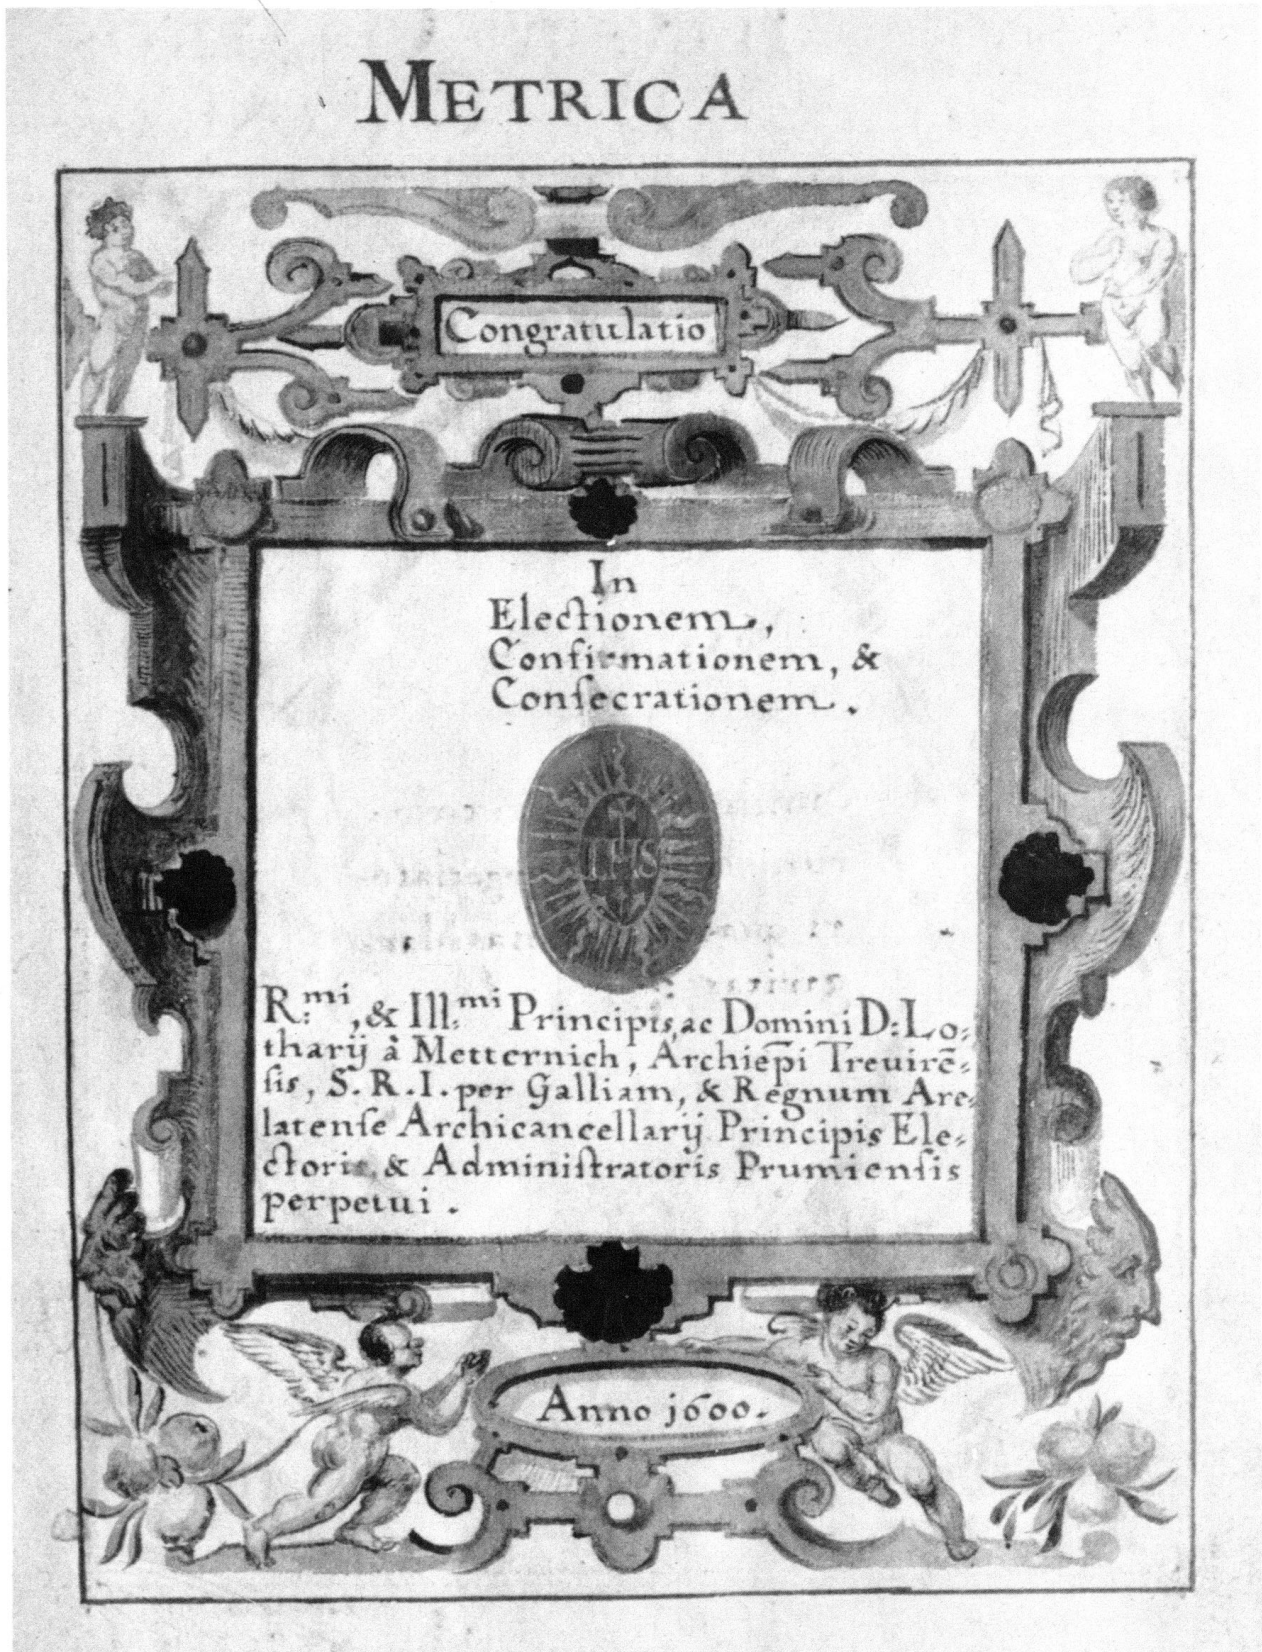 METRICA
Congratulatio
In
Electionem,
Confirmationem, &
Conſecrationem.
IHS
R:mi, & Ill:mi Principis, ac Domini D: Lo-
tharij à Metternich, Archiep̄i Treuirē-
ſis, S. R. I. per Galliam, & Regnum Are-
latenſe Archicancellarij Principis Ele-
ctoris, & Adminiſtratoris Prumienſis
perpetui.
Anno 1600.